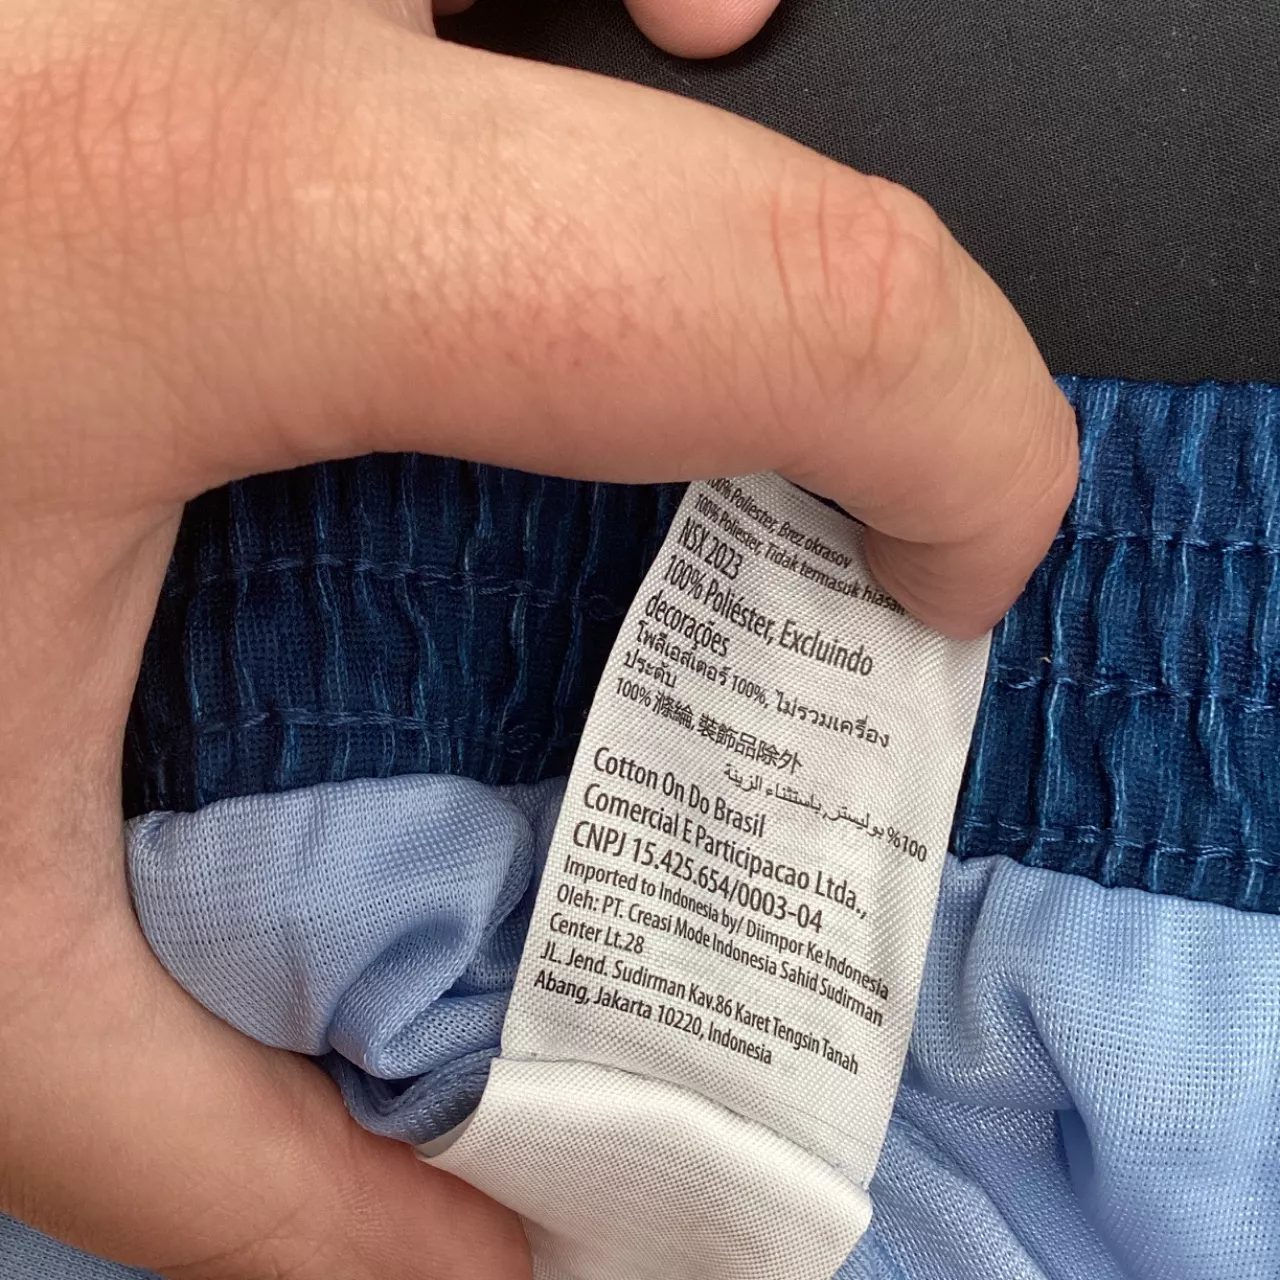 100% Poliester, Brez okrasov
100% Poliester, Tidak termasuk hiasan
NSX 2023
100% Poliéster, Excluindo
decorações
โพลีเอสเตอร์ 100%, ไม่รวมเครื่อง
ประดับ
100% 滌綸, 裝飾品除外
100% بوليستر, باستثناء الزينة
Cotton On Do Brasil
Comercial E Participacao Ltda.,
CNPJ 15.425.654/0003-04
Imported to Indonesia by/ Diimpor Ke Indonesia
Oleh: PT. Creasi Mode Indonesia Sahid Sudirman
Center Lt.28
JL. Jend. Sudirman Kav.86 Karet Tengsin Tanah
Abang, Jakarta 10220, Indonesia